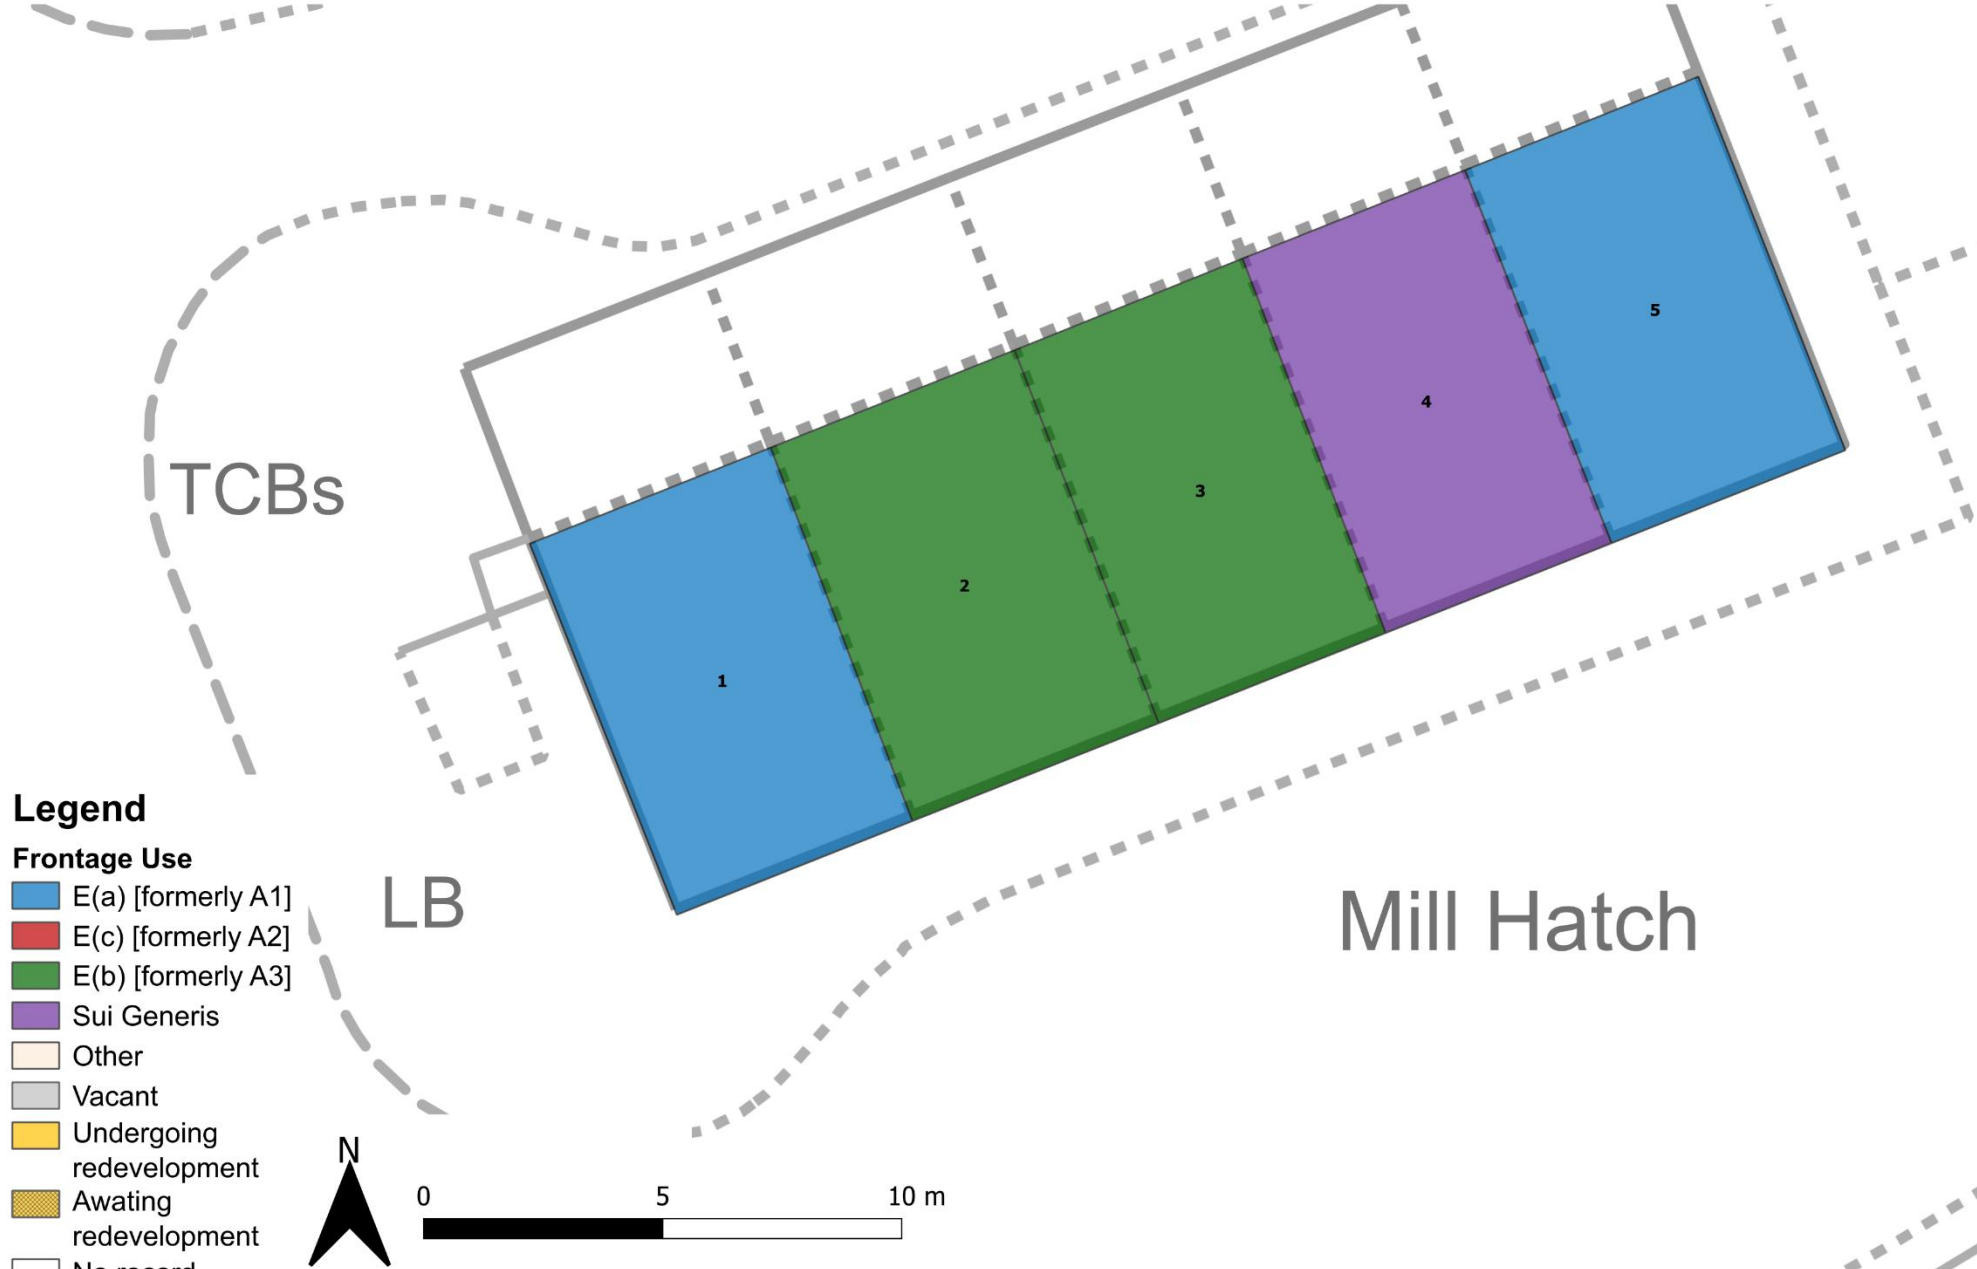 5
4
3
TCBs
2
1
Legend
Frontage Use
E(a) [formerly A1]
LB
Mill Hatch
E(c) [formerly A2]
E(b) [formerly A3]
Sui Generis
Other
Vacant
Undergoing
redevelopment
N
Awating
redevelopment
0 5 10 m